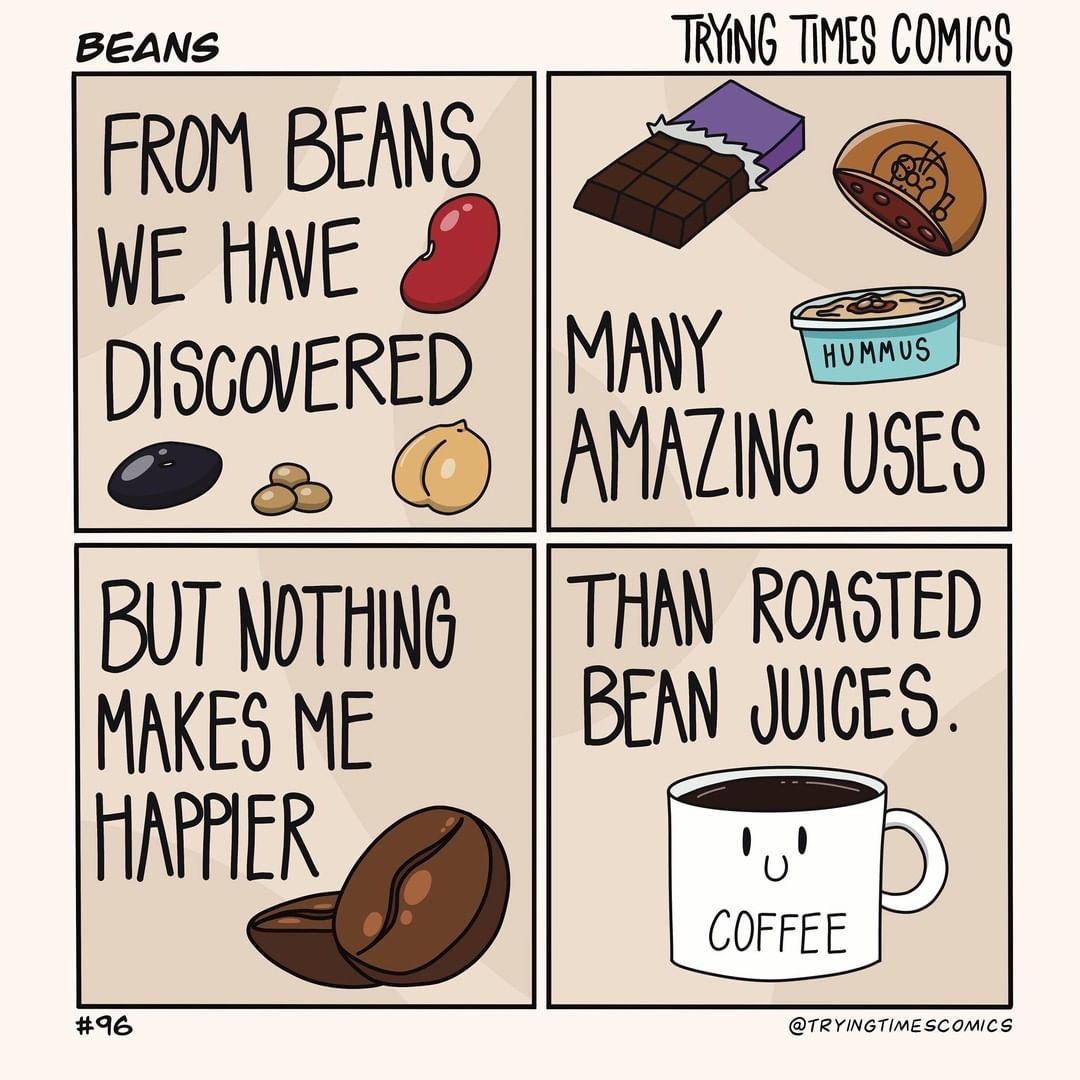 BEANS
TRYING TIMES COMICS
FROM BEANS
WE HAVE
DISCOVERED
MANY
HUMMUS
AMAZING USES
BUT NOTHING
MAKES ME
HAPPIER
THAN ROASTED
BEAN JUICES.
COFFEE
#96
@TRYINGTIMESCOMICS